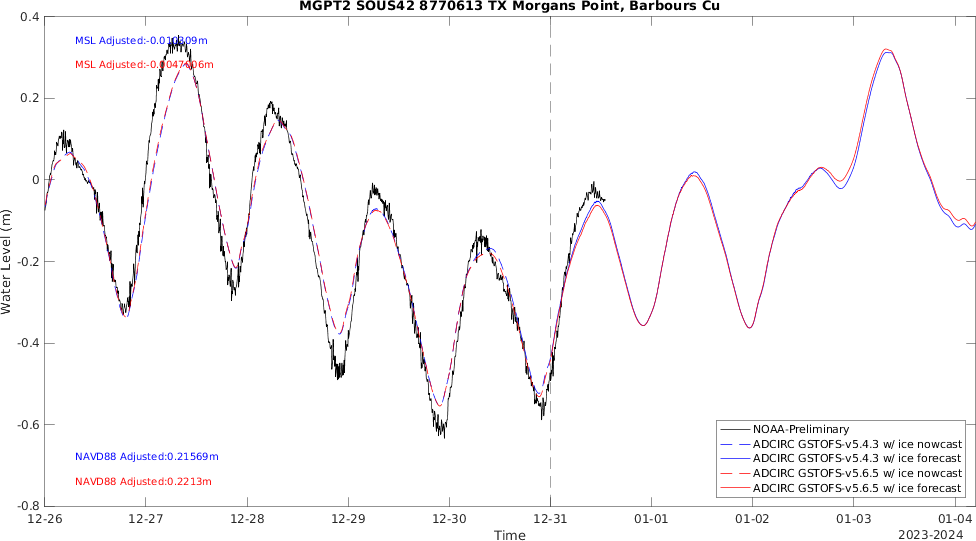 MGPT2 SOUS42 8770613 TX Morgans Point, Barbours Cu
0.4
0.2
0
-0.2
-0.4
-0.6
-0.8
Water Level (m)
MSL Adjusted:
MSL Adjusted:
NAVD88 Adjusted:0.21569m
NAVD88 Adjusted:0.2213m
NOAA-Preliminary
ADCIRC GSTOFS-v5.4.3 w/ ice nowcast
ADCIRC GSTOFS-v5.4.3 w/ ice forecast
ADCIRC GSTOFS-v5.6.5 w/ ice nowcast
ADCIRC GSTOFS-v5.6.5 w/ ice forecast
12-26 12-27 12-28 12-29 12-30 12-31 01-01 01-02 01-03 01-04
Time
2023-2024